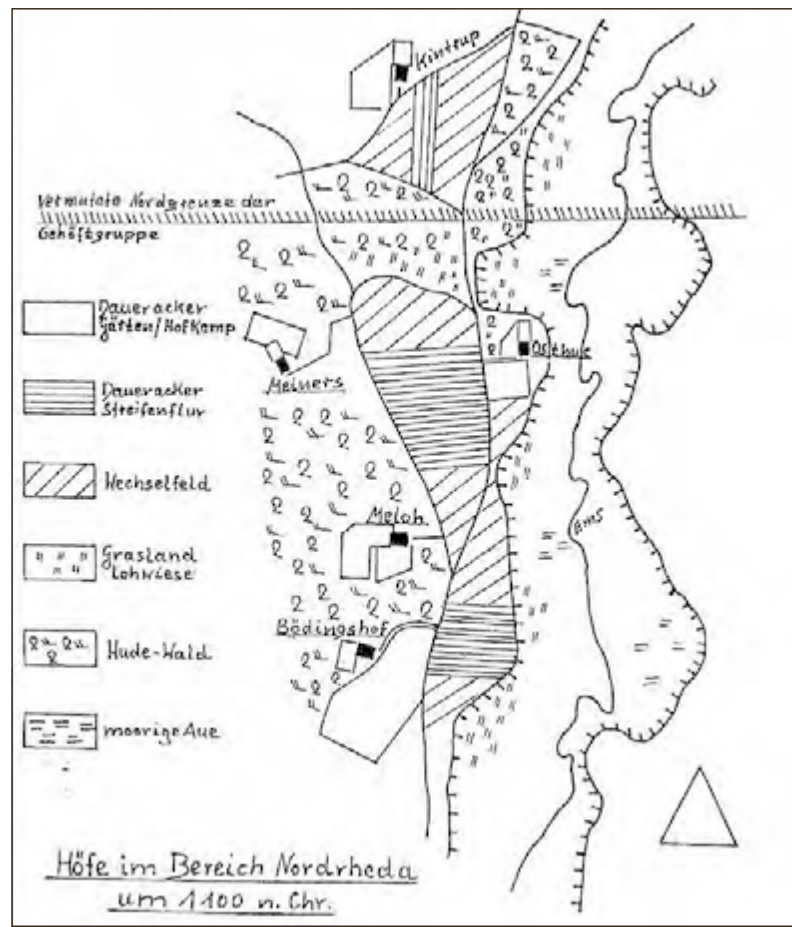 Kintrup
Vermutete Nordgrenze der
Gehöftgruppe
Daueracker
Gärten/Hofkamp
Meiners
Osthus
Daueracker
Streifenflur
Wechselfeld
Meloh
Ems
Grasland
Lohwiese
Hude-Wald
Bödingshof
moorige Aue
Höfe im Bereich Nordrheda
um 1100 n. Chr.